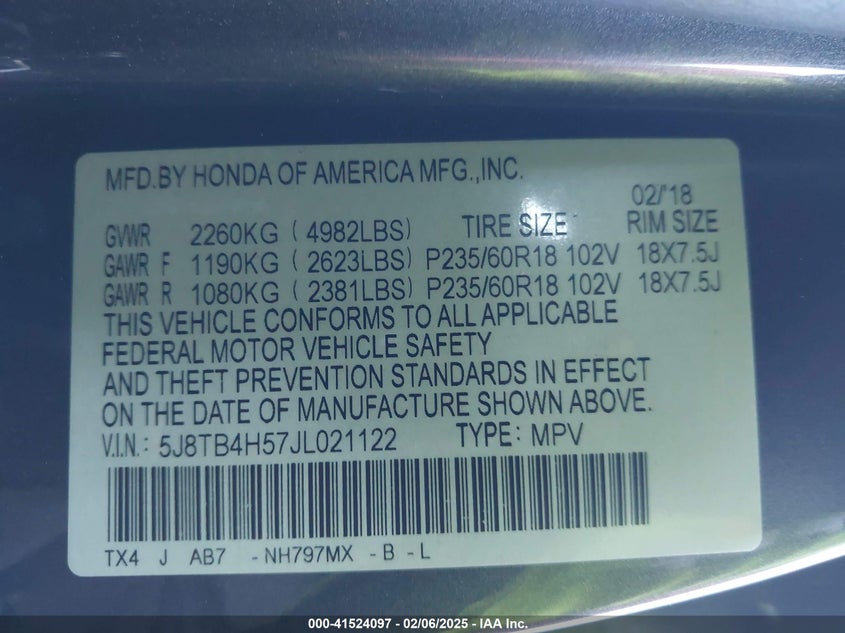 MFD.BY HONDA OF AMERICA MFG.,INC.
02/'18
GVWR 2260KG ( 4982LBS) TIRE SIZE RIM SIZE
GAWR F 1190KG ( 2623LBS) P235/60R18 102V 18X7.5J
GAWR R 1080KG ( 2381LBS) P235/60R18 102V 18X7.5J
THIS VEHICLE CONFORMS TO ALL APPLICABLE
FEDERAL MOTOR VEHICLE SAFETY
AND THEFT PREVENTION STANDARDS IN EFFECT
ON THE DATE OF MANUFACTURE SHOWN ABOVE.
V.I.N.: 5J8TB4H57JL021122 TYPE: MPV
TX4 J AB7 -NH797MX -B -L
000-41524097 - 02/06/2025 - IAA Inc.